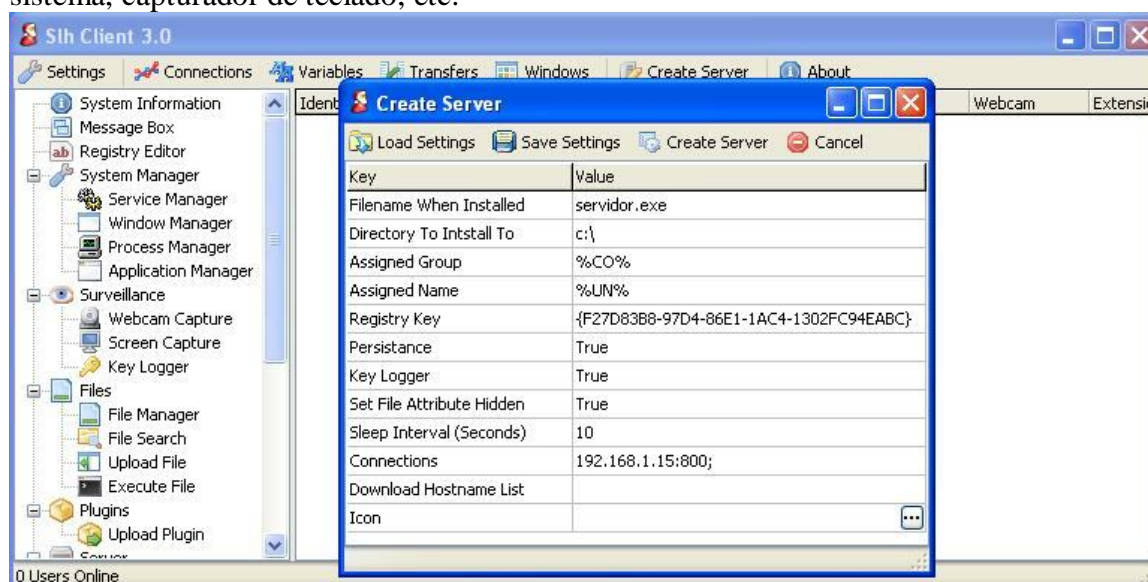 sistema, capturador de teclado, etc.
Slh Client 3.0
Settings Connections Variables Transfers Windows Create Server About
System Information
Message Box
Registry Editor
System Manager
Service Manager
Window Manager
Process Manager
Application Manager
Surveillance
Webcam Capture
Screen Capture
Key Logger
Files
File Manager
File Search
Upload File
Execute File
Plugins
Upload Plugin
Server
Ident Webcam Extensi
Create Server
Load Settings Save Settings Create Server Cancel
Key Value
Filename When Installed servidor.exe
Directory To Intstall To c:\
Assigned Group %CO%
Assigned Name %UN%
Registry Key {F27D83B8-97D4-86E1-1AC4-1302FC94EABC}
Persistance True
Key Logger True
Set File Attribute Hidden True
Sleep Interval (Seconds) 10
Connections 192.168.1.15:800;
Download Hostname List
Icon ...
0 Users Online